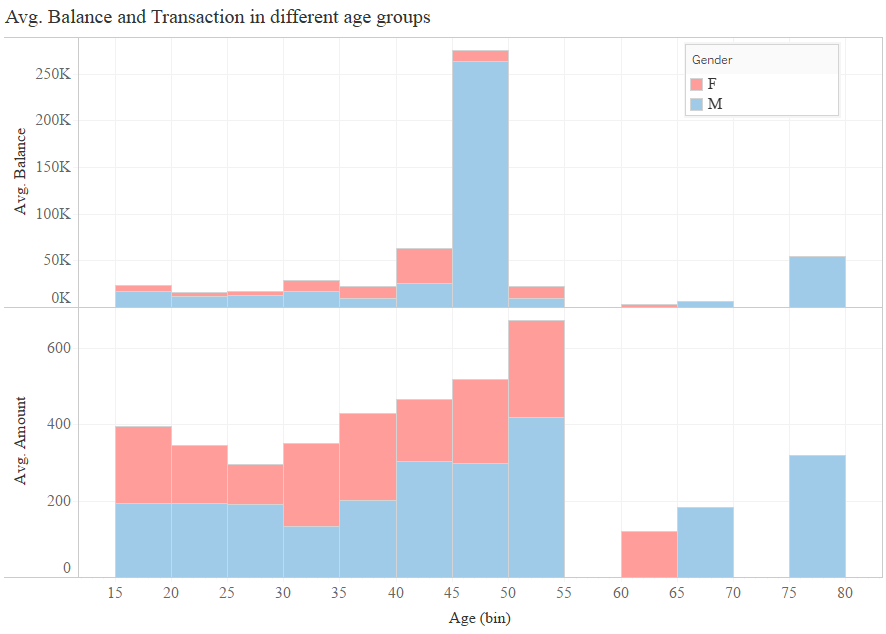 Avg. Balance and Transaction in different age groups
Gender
F
M
Avg. Balance
250K
200K
150K
100K
50K
0K
Avg. Amount
600
400
200
0
15 20 25 30 35 40 45 50 55 60 65 70 75 80
Age (bin)